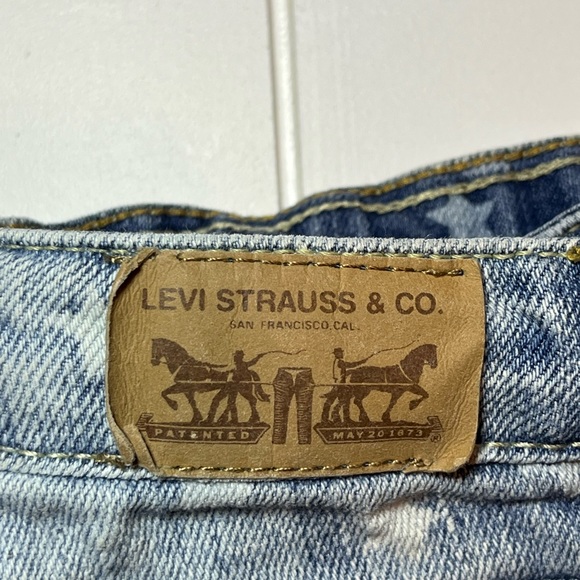 LEVI STRAUSS & CO.
SAN FRANCISCO, CAL.
PATENTED MAY 20 1873 ®